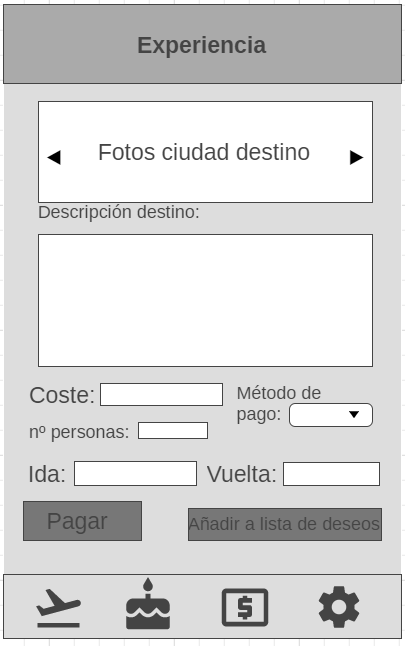 Experiencia
Fotos ciudad destino
Descripción destino:
Coste:
Método de
pago:
nº personas:
Ida:
Vuelta:
Pagar
Añadir a lista de deseos
$